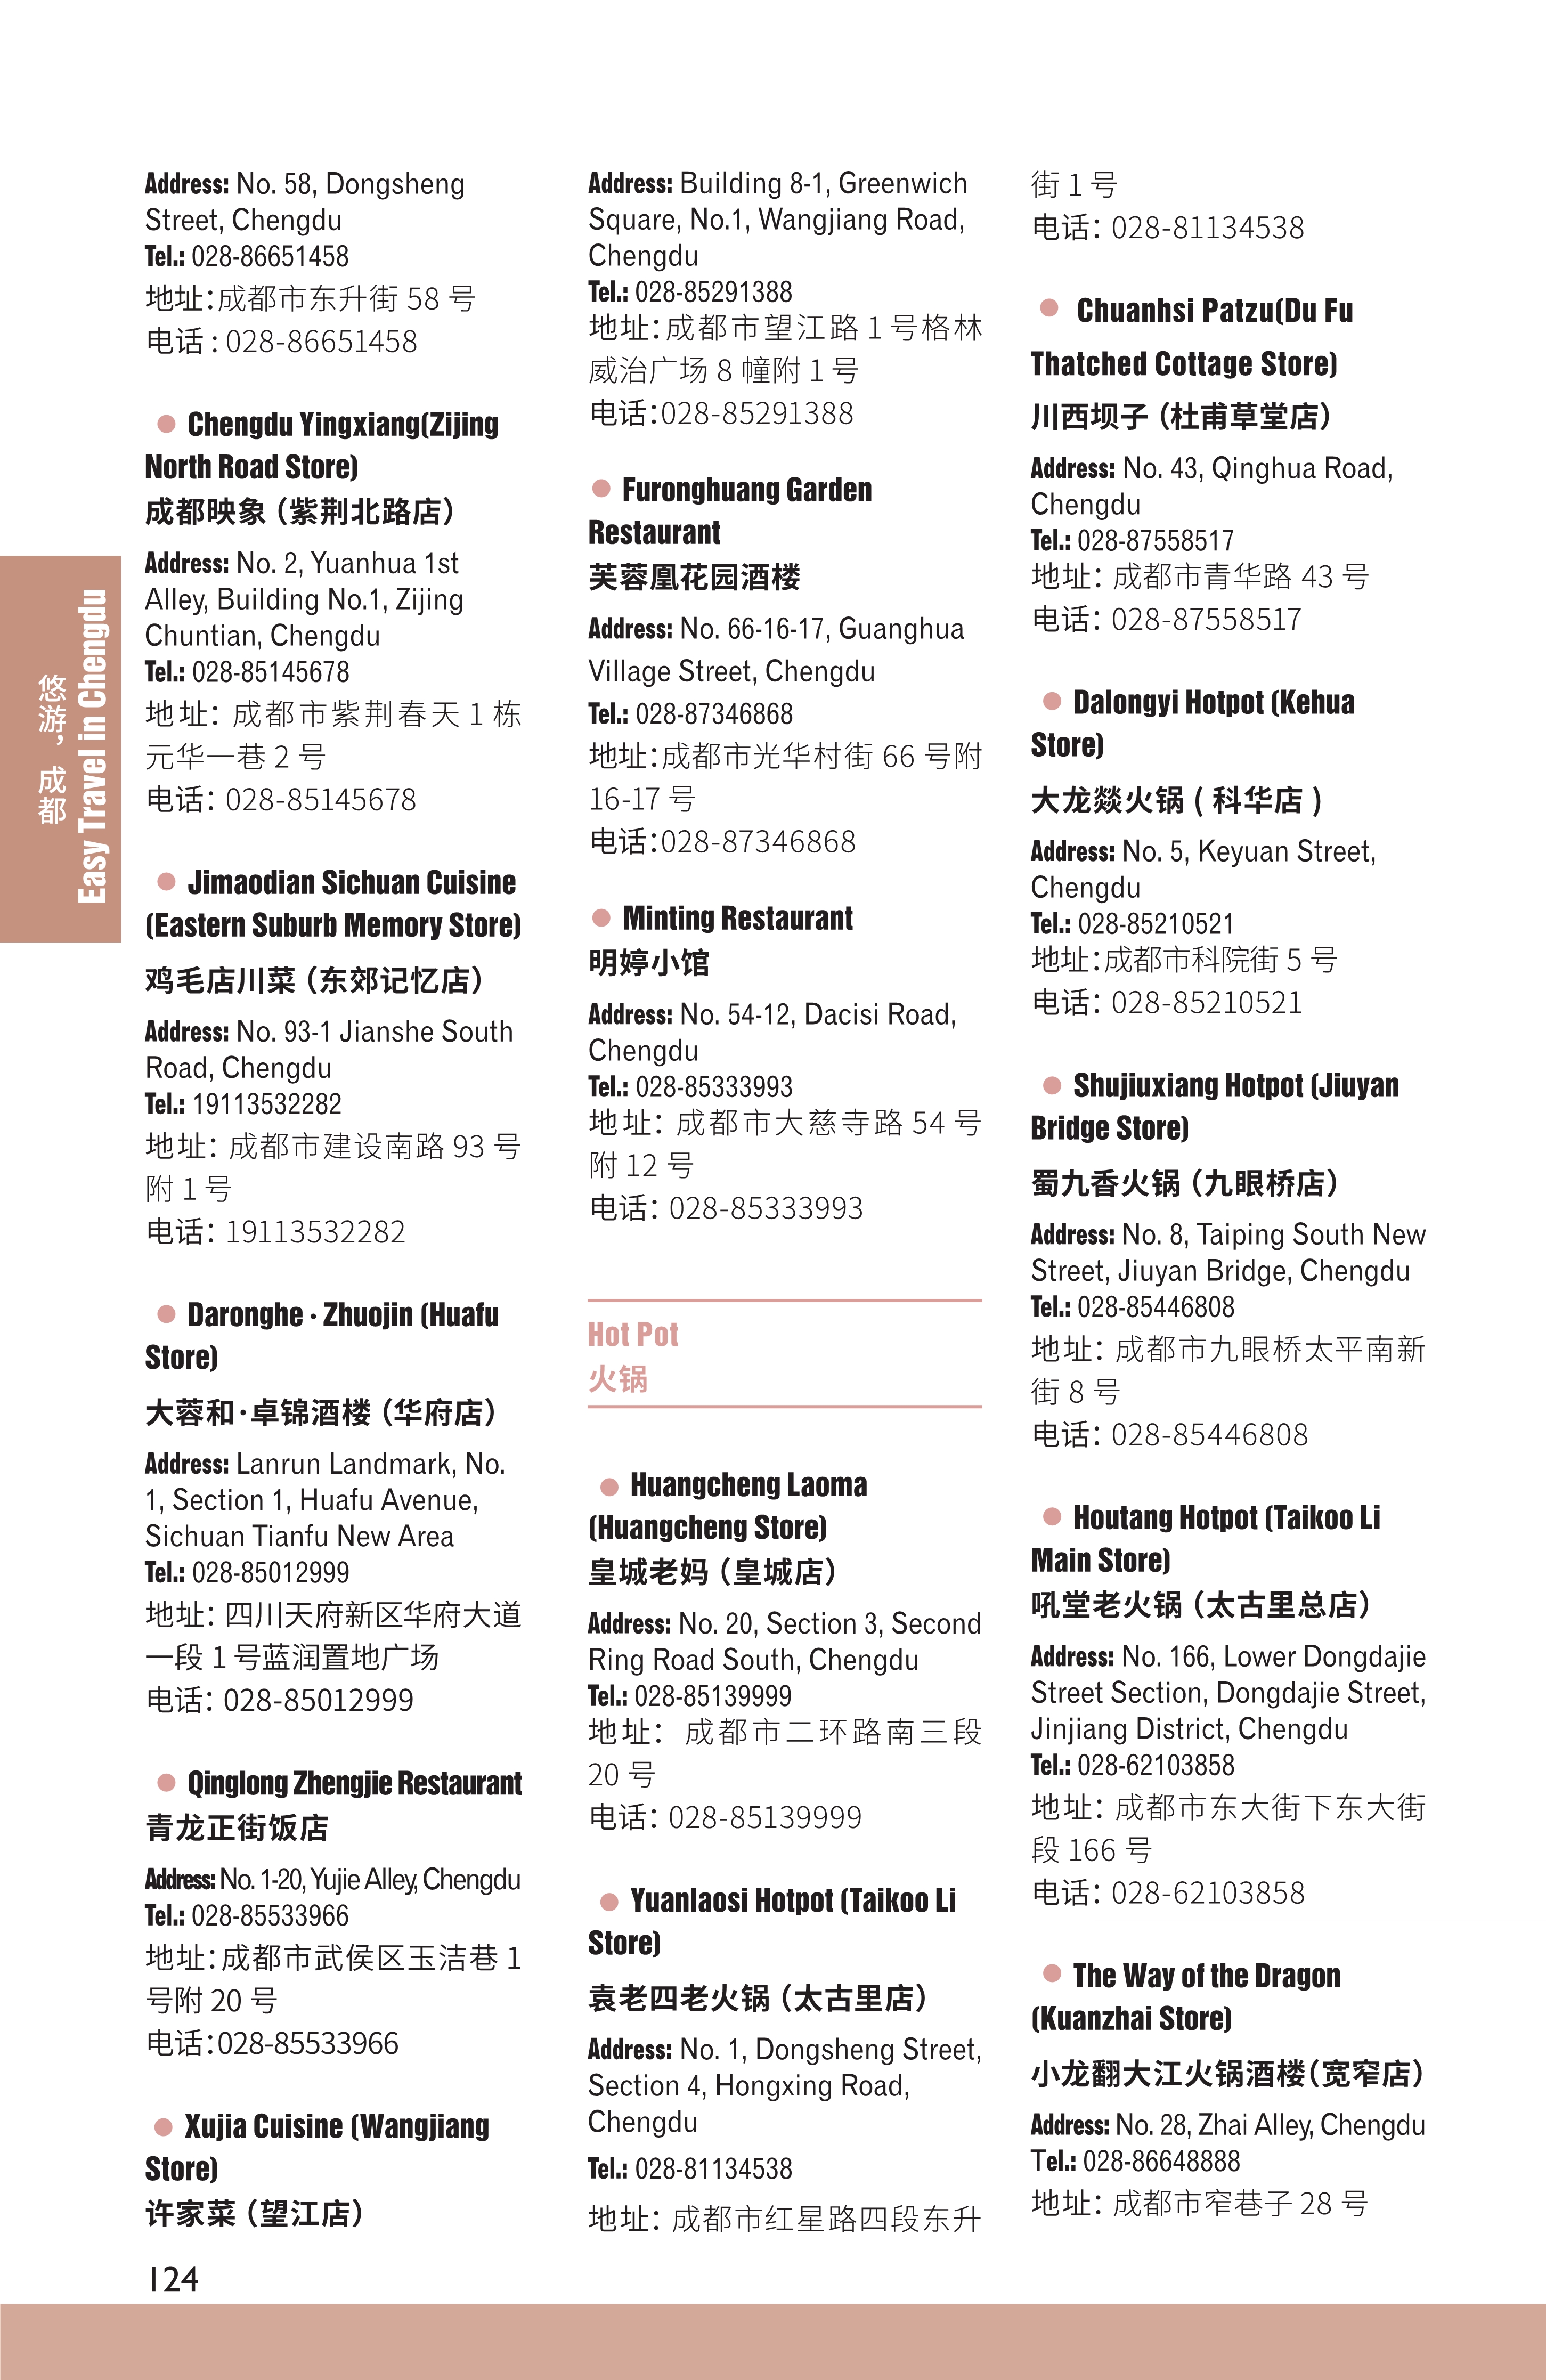 Address: No. 58, Dongsheng
Street, Chengdu
Tel.: 028-86651458
地址：成都市东升街 58 号
电话 : 028-86651458
● Chengdu Yingxiang(Zijing
North Road Store)
成都映象（紫荆北路店）
Address: No. 2, Yuanhua 1st
Alley, Building No.1, Zijing
Chuntian, Chengdu
Tel.: 028-85145678
地址：成都市紫荆春天 1 栋
元华一巷 2 号
电话：028-85145678
● Jimaodian Sichuan Cuisine
(Eastern Suburb Memory Store)
鸡毛店川菜（东郊记忆店）
Address: No. 93-1 Jianshe South
Road, Chengdu
Tel.: 19113532282
地址：成都市建设南路 93 号
附 1 号
电话：19113532282
● Daronghe · Zhuojin (Huafu
Store)
大蓉和·卓锦酒楼（华府店）
Address: Lanrun Landmark, No.
1, Section 1, Huafu Avenue,
Sichuan Tianfu New Area
Tel.: 028-85012999
地址：四川天府新区华府大道
一段 1 号蓝润置地广场
电话：028-85012999
● Qinglong Zhengjie Restaurant
青龙正街饭店
Address: No. 1-20, Yujie Alley, Chengdu
Tel.: 028-85533966
地址：成都市武侯区玉洁巷 1
号附 20 号
电话：028-85533966
● Xujia Cuisine (Wangjiang
Store)
许家菜（望江店）
Address: Building 8-1, Greenwich
Square, No.1, Wangjiang Road,
Chengdu
Tel.: 028-85291388
地址：成都市望江路 1 号格林
威治广场 8 幢附 1 号
电话：028-85291388
● Furonghuang Garden
Restaurant
芙蓉凰花园酒楼
Address: No. 66-16-17, Guanghua
Village Street, Chengdu
Tel.: 028-87346868
地址：成都市光华村街 66 号附
16-17 号
电话：028-87346868
● Minting Restaurant
明婷小馆
Address: No. 54-12, Dacisi Road,
Chengdu
Tel.: 028-85333993
地址：成都市大慈寺路 54 号
附 12 号
电话：028-85333993
Hot Pot
火锅
● Huangcheng Laoma
(Huangcheng Store)
皇城老妈（皇城店）
Address: No. 20, Section 3, Second
Ring Road South, Chengdu
Tel.: 028-85139999
地址：成都市二环路南三段
20 号
电话：028-85139999
● Yuanlaosi Hotpot (Taikoo Li
Store)
袁老四老火锅（太古里店）
Address: No. 1, Dongsheng Street,
Section 4, Hongxing Road,
Chengdu
Tel.: 028-81134538
地址：成都市红星路四段东升
街 1 号
电话：028-81134538
● Chuanhsi Patzu(Du Fu
Thatched Cottage Store)
川西坝子（杜甫草堂店）
Address: No. 43, Qinghua Road,
Chengdu
Tel.: 028-87558517
地址：成都市青华路 43 号
电话：028-87558517
● Dalongyi Hotpot (Kehua
Store)
大龙燚火锅 ( 科华店 )
Address: No. 5, Keyuan Street,
Chengdu
Tel.: 028-85210521
地址：成都市科院街 5 号
电话：028-85210521
● Shujiuxiang Hotpot (Jiuyan
Bridge Store)
蜀九香火锅（九眼桥店）
Address: No. 8, Taiping South New
Street, Jiuyan Bridge, Chengdu
Tel.: 028-85446808
地址：成都市九眼桥太平南新
街 8 号
电话：028-85446808
● Houtang Hotpot (Taikoo Li
Main Store)
吼堂老火锅（太古里总店）
Address: No. 166, Lower Dongdajie
Street Section, Dongdajie Street,
Jinjiang District, Chengdu
Tel.: 028-62103858
地址：成都市东大街下东大街
段 166 号
电话：028-62103858
● The Way of the Dragon
(Kuanzhai Store)
小龙翻大江火锅酒楼（宽窄店）
Address: No. 28, Zhai Alley, Chengdu
Tel.: 028-86648888
地址：成都市窄巷子 28 号
悠游，成都
Easy Travel in Chengdu
124